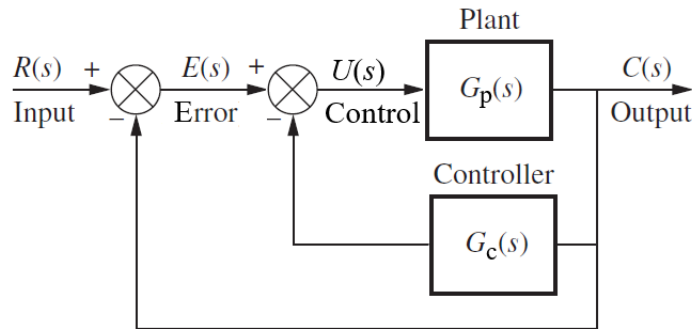 Plant
R(s) + E(s) + U(s) Gp(s) C(s)
Input − Error − Control Output
Controller
Gc(s)